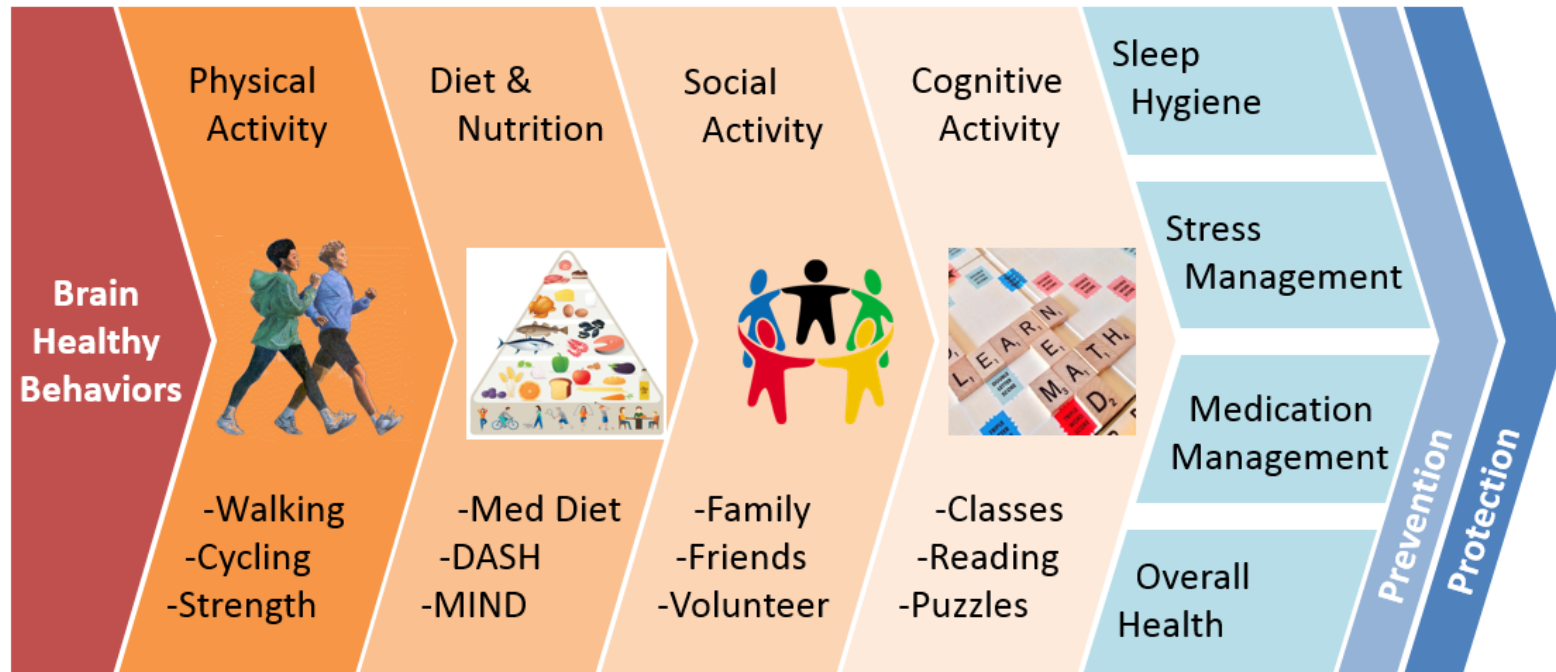 Brain
Healthy
Behaviors
Physical
Activity
-Walking
-Cycling
-Strength
Diet &
Nutrition
-Med Diet
-DASH
-MIND
Social
Activity
-Family
-Friends
-Volunteer
Cognitive
Activity
LEARN
MATH
-Classes
-Reading
-Puzzles
Sleep
Hygiene
Stress
Management
Medication
Management
Overall
Health
Prevention
Protection